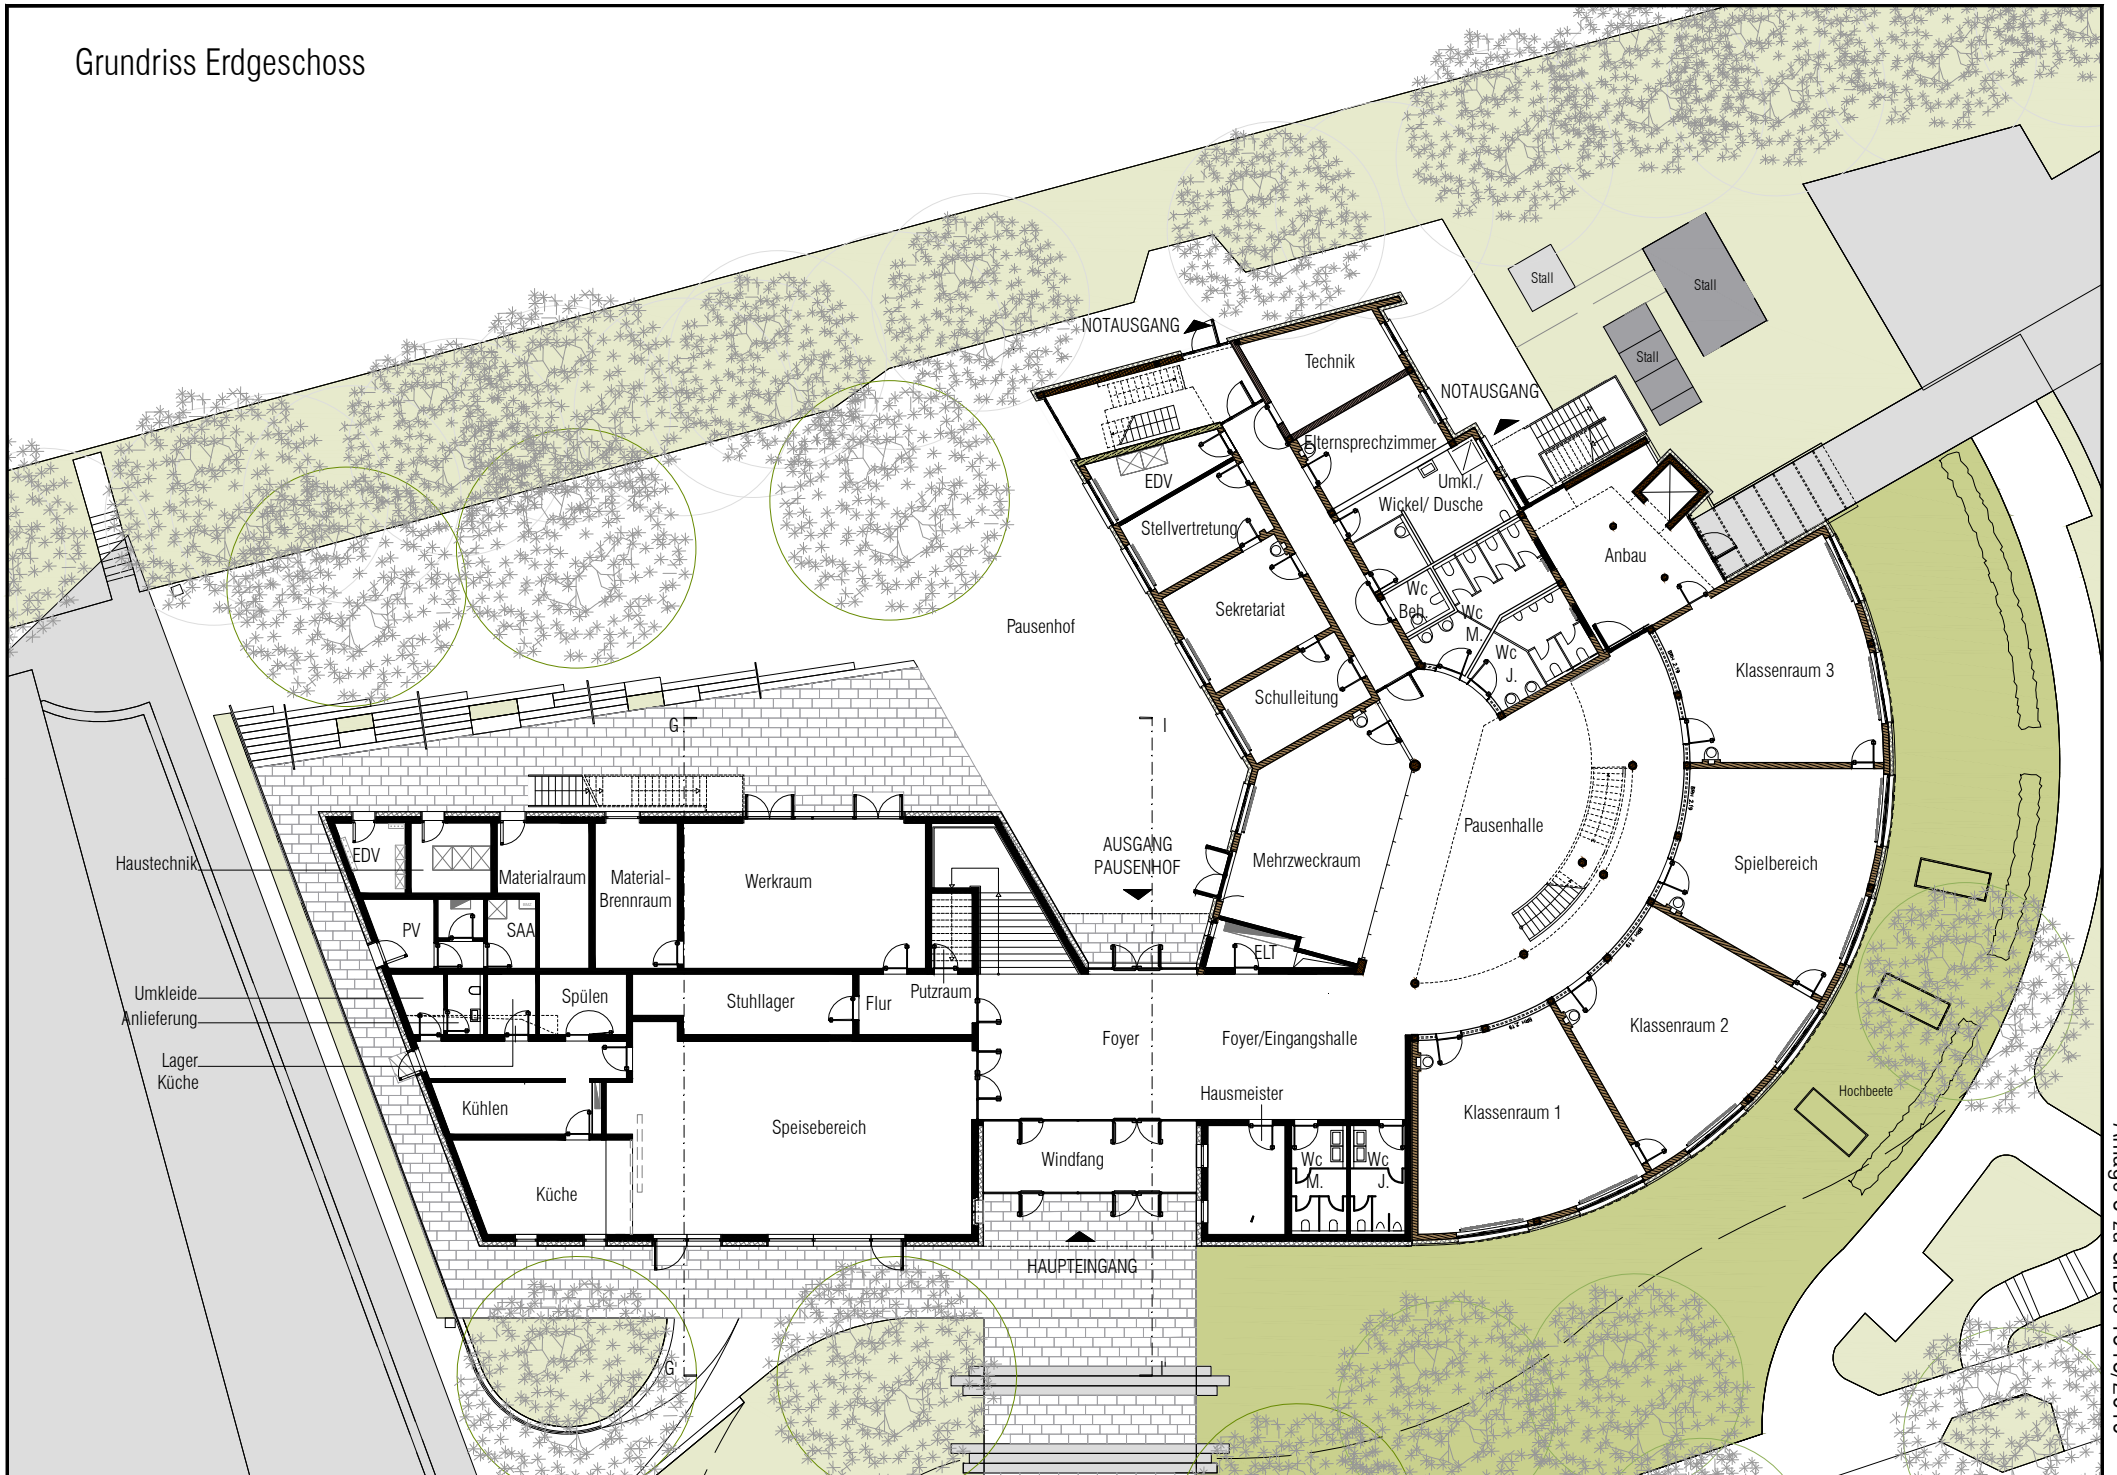 Grundriss Erdgeschoss
Stall
Stall
Stall
NOTAUSGANG
Technik
NOTAUSGANG
Elternsprechzimmer
EDV
Umkl./
Wickel/ Dusche
Stellvertretung
Anbau
Wc
Beh.
Sekretariat
Wc
M.
Pausenhof
Wc
J.
Klassenraum 3
Schulleitung
G
I
Pausenhalle
AUSGANG
PAUSENHOF
Mehrzweckraum
Spielbereich
Haustechnik
EDV
Materialraum
Material-
Brennraum
Werkraum
PV
SAA
ELT
Umkleide
Anlieferung
Spülen
Stuhllager
Flur
Putzraum
Lager
Küche
Foyer
Foyer/Eingangshalle
Klassenraum 2
Hausmeister
Hochbeete
Kühlen
Klassenraum 1
Speisebereich
Windfang
Wc
M.
Wc
J.
Küche
HAUPTEINGANG
G'
I'